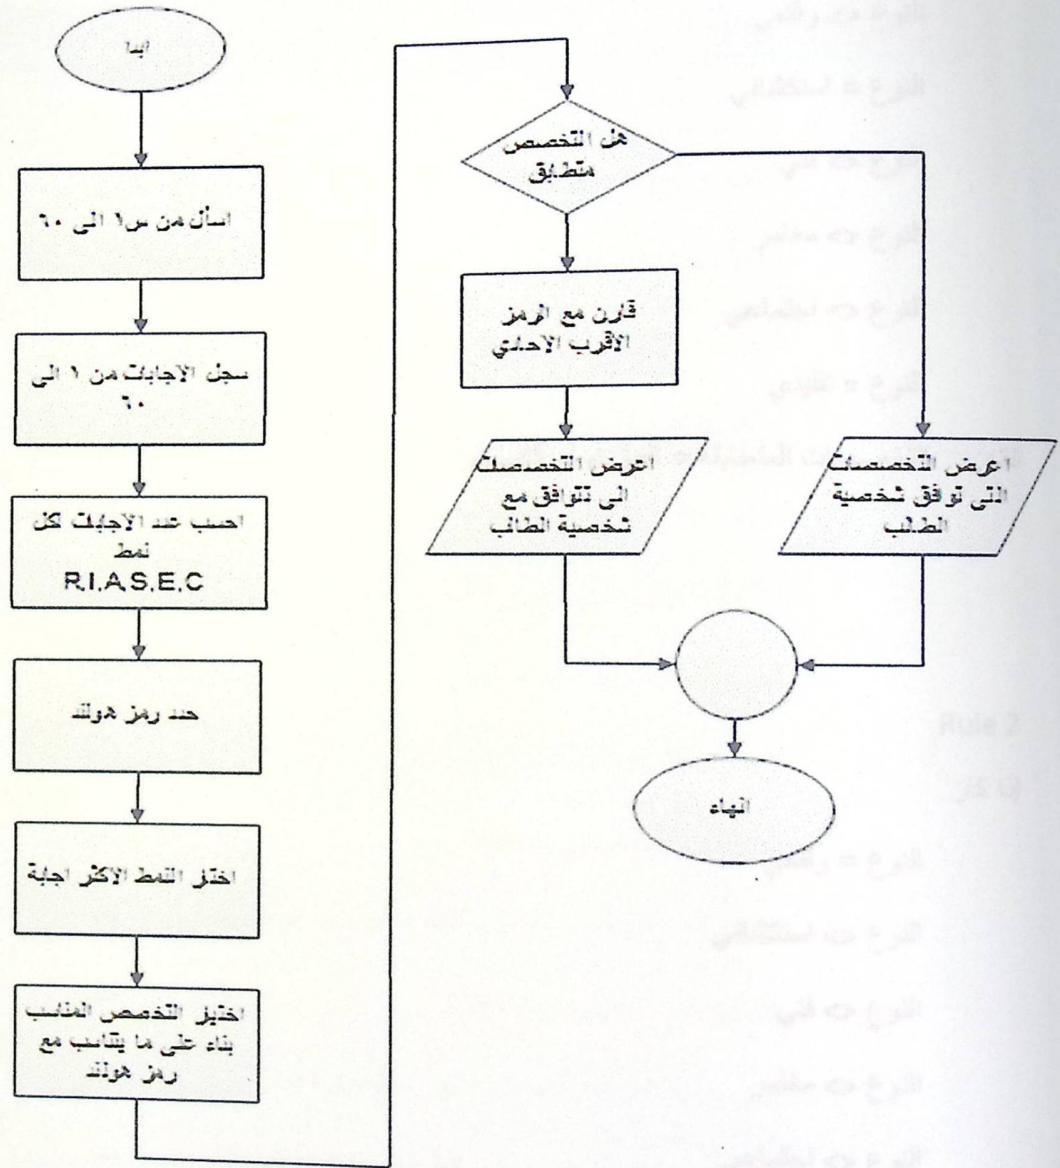 ابدا
اسأل من س١ الى ٦٠
سجل الاجابات من ١ الى
٦٠
احسب عدد الاجابات لكل
نمط
R,I,A,S,E,C
حدد رمز هولند
اختار النمط الاكثر اجابة
اختيار التخصص المناسب
بناء على ما يتناسب مع
رمز هولند
هل التخصص
متطابق
قارن مع الرمز
الاقرب الاحادي
اعرض التخصصات
الى تتوافق مع
شخصية الطالب
اعرض التخصصات
التى توافق شخصية
الطالب
انهاء
النوع <> واقعي
النوع = استكشافي
النوع <> فني
النوع <> مغامر
النوع <> اجتماعي
النوع = تقليدي
Rule 2
إذا كان
النوع = واقعي
النوع <> استكشافي
النوع <> فني
النوع <> مغامر
النوع <> اجتماعي